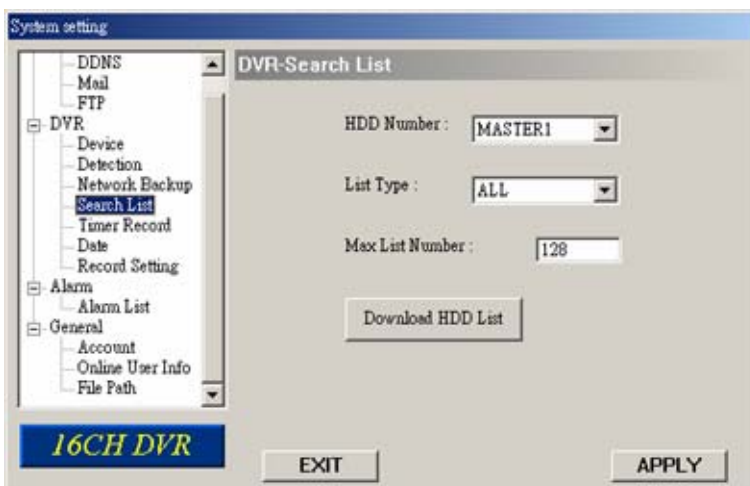 System setting
DDNS
Mail
FTP
DVR
Device
Detection
Network Backup
Search List
Timer Record
Date
Record Setting
Alarm
Alarm List
General
Account
Online User Info
File Path
16CH DVR
DVR-Search List
HDD Number : MASTER1
List Type : ALL
Max List Number : 128
Download HDD List
EXIT
APPLY